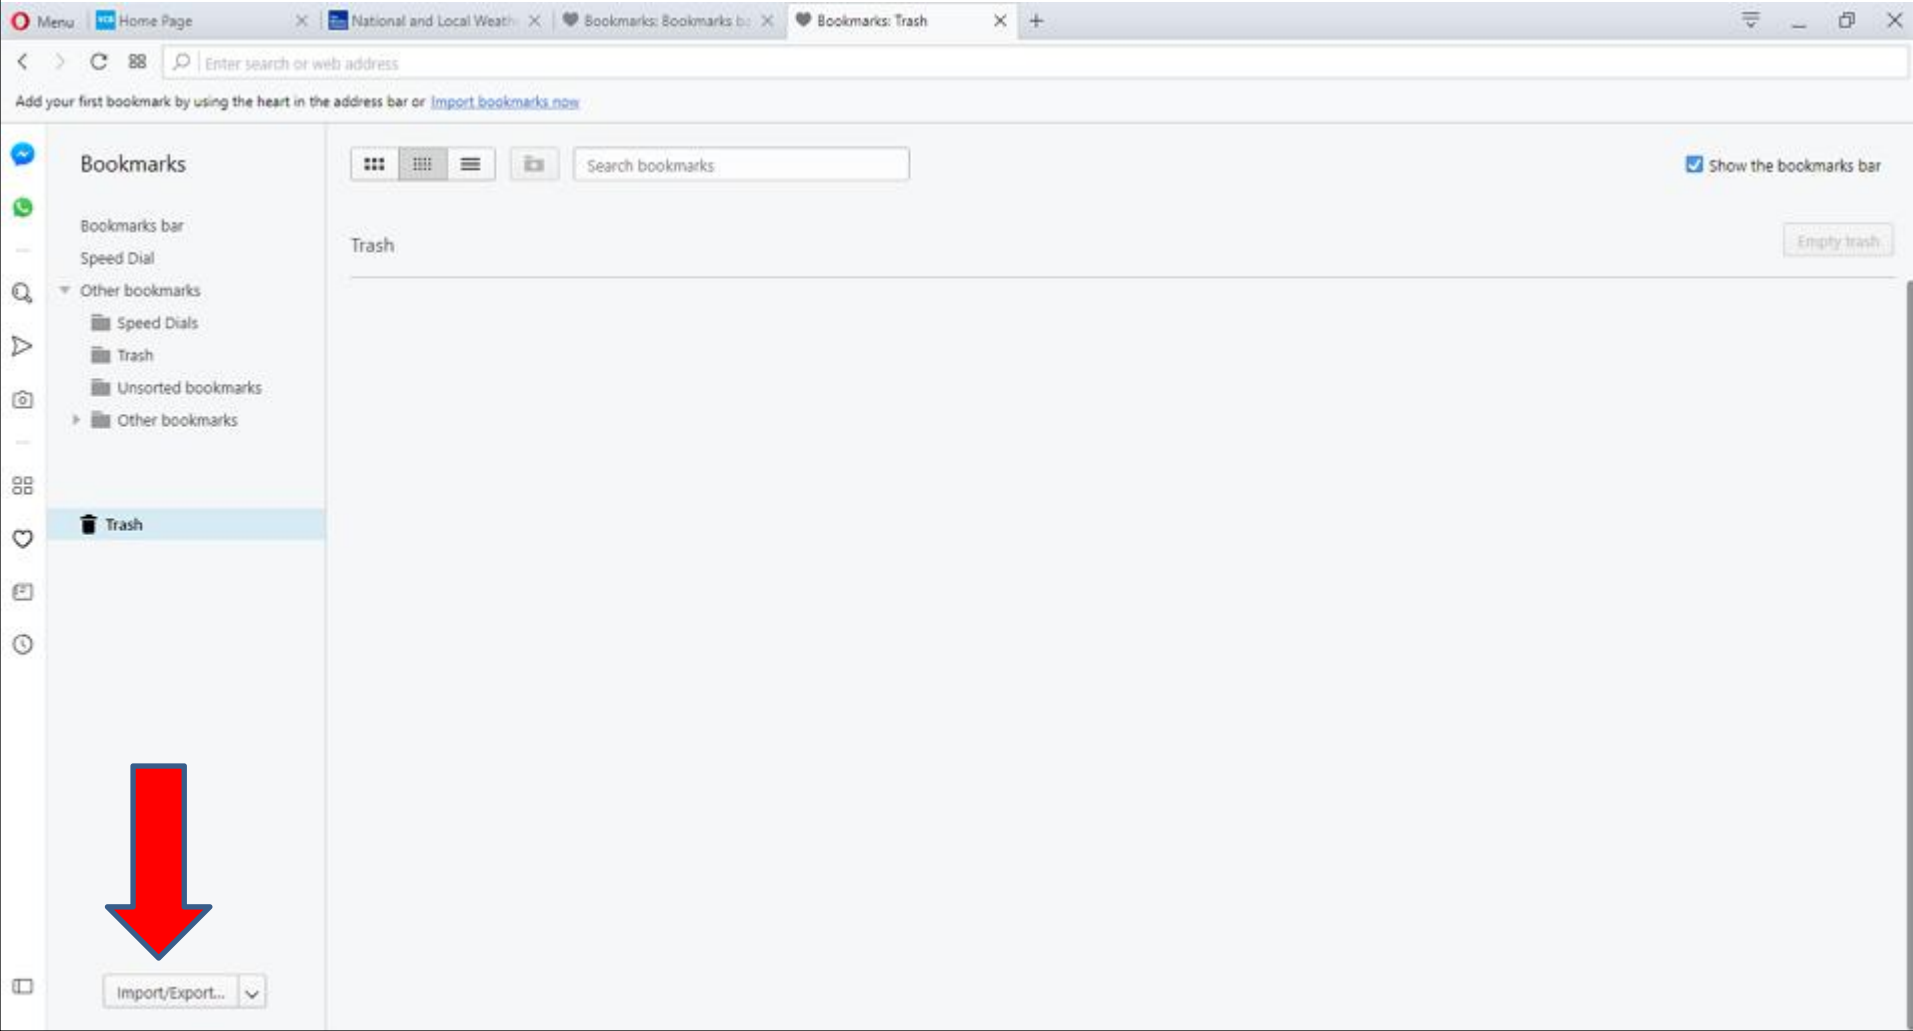 Menu
Home Page
National and Local Weath
Bookmarks: Bookmarks ba
Bookmarks: Trash
Enter search or web address
Add your first bookmark by using the heart in the address bar or Import bookmarks now
Bookmarks
Search bookmarks
Show the bookmarks bar
Bookmarks bar
Speed Dial
Other bookmarks
Speed Dials
Trash
Unsorted bookmarks
Other bookmarks
Trash
Trash
Empty trash
Import/Export...